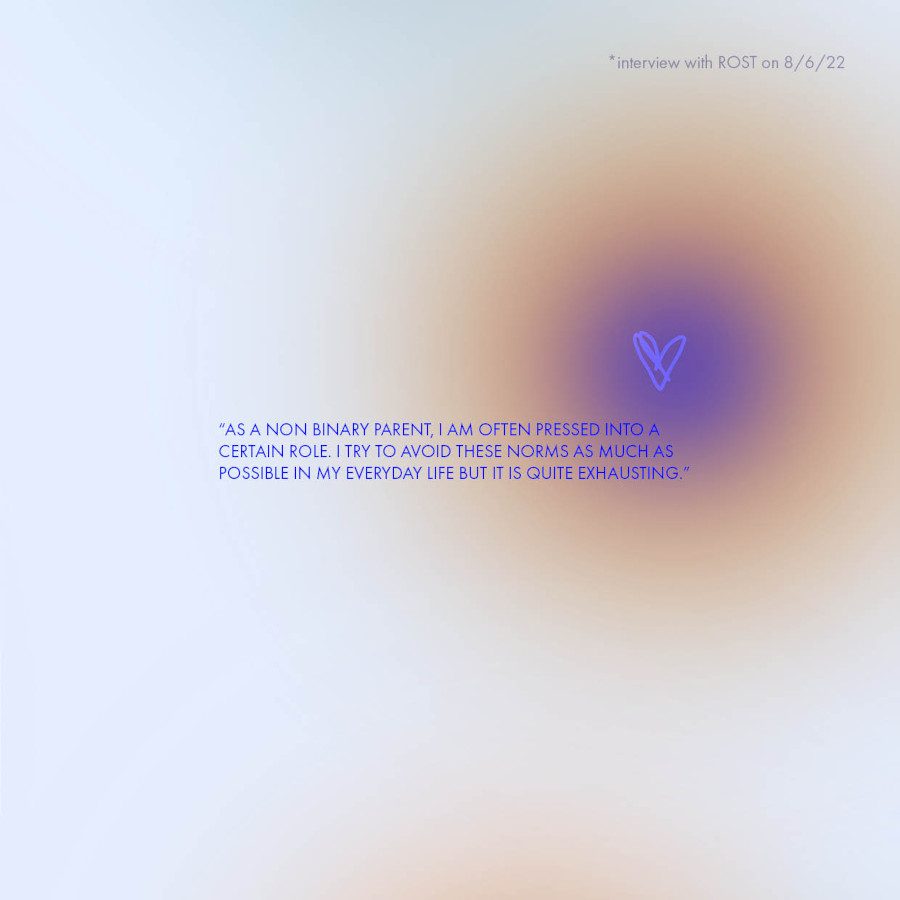 *interview with ROST on 8/6/22
“AS A NON BINARY PARENT, I AM OFTEN PRESSED INTO A
CERTAIN ROLE. I TRY TO AVOID THESE NORMS AS MUCH AS
POSSIBLE IN MY EVERYDAY LIFE BUT IT IS QUITE EXHAUSTING.”